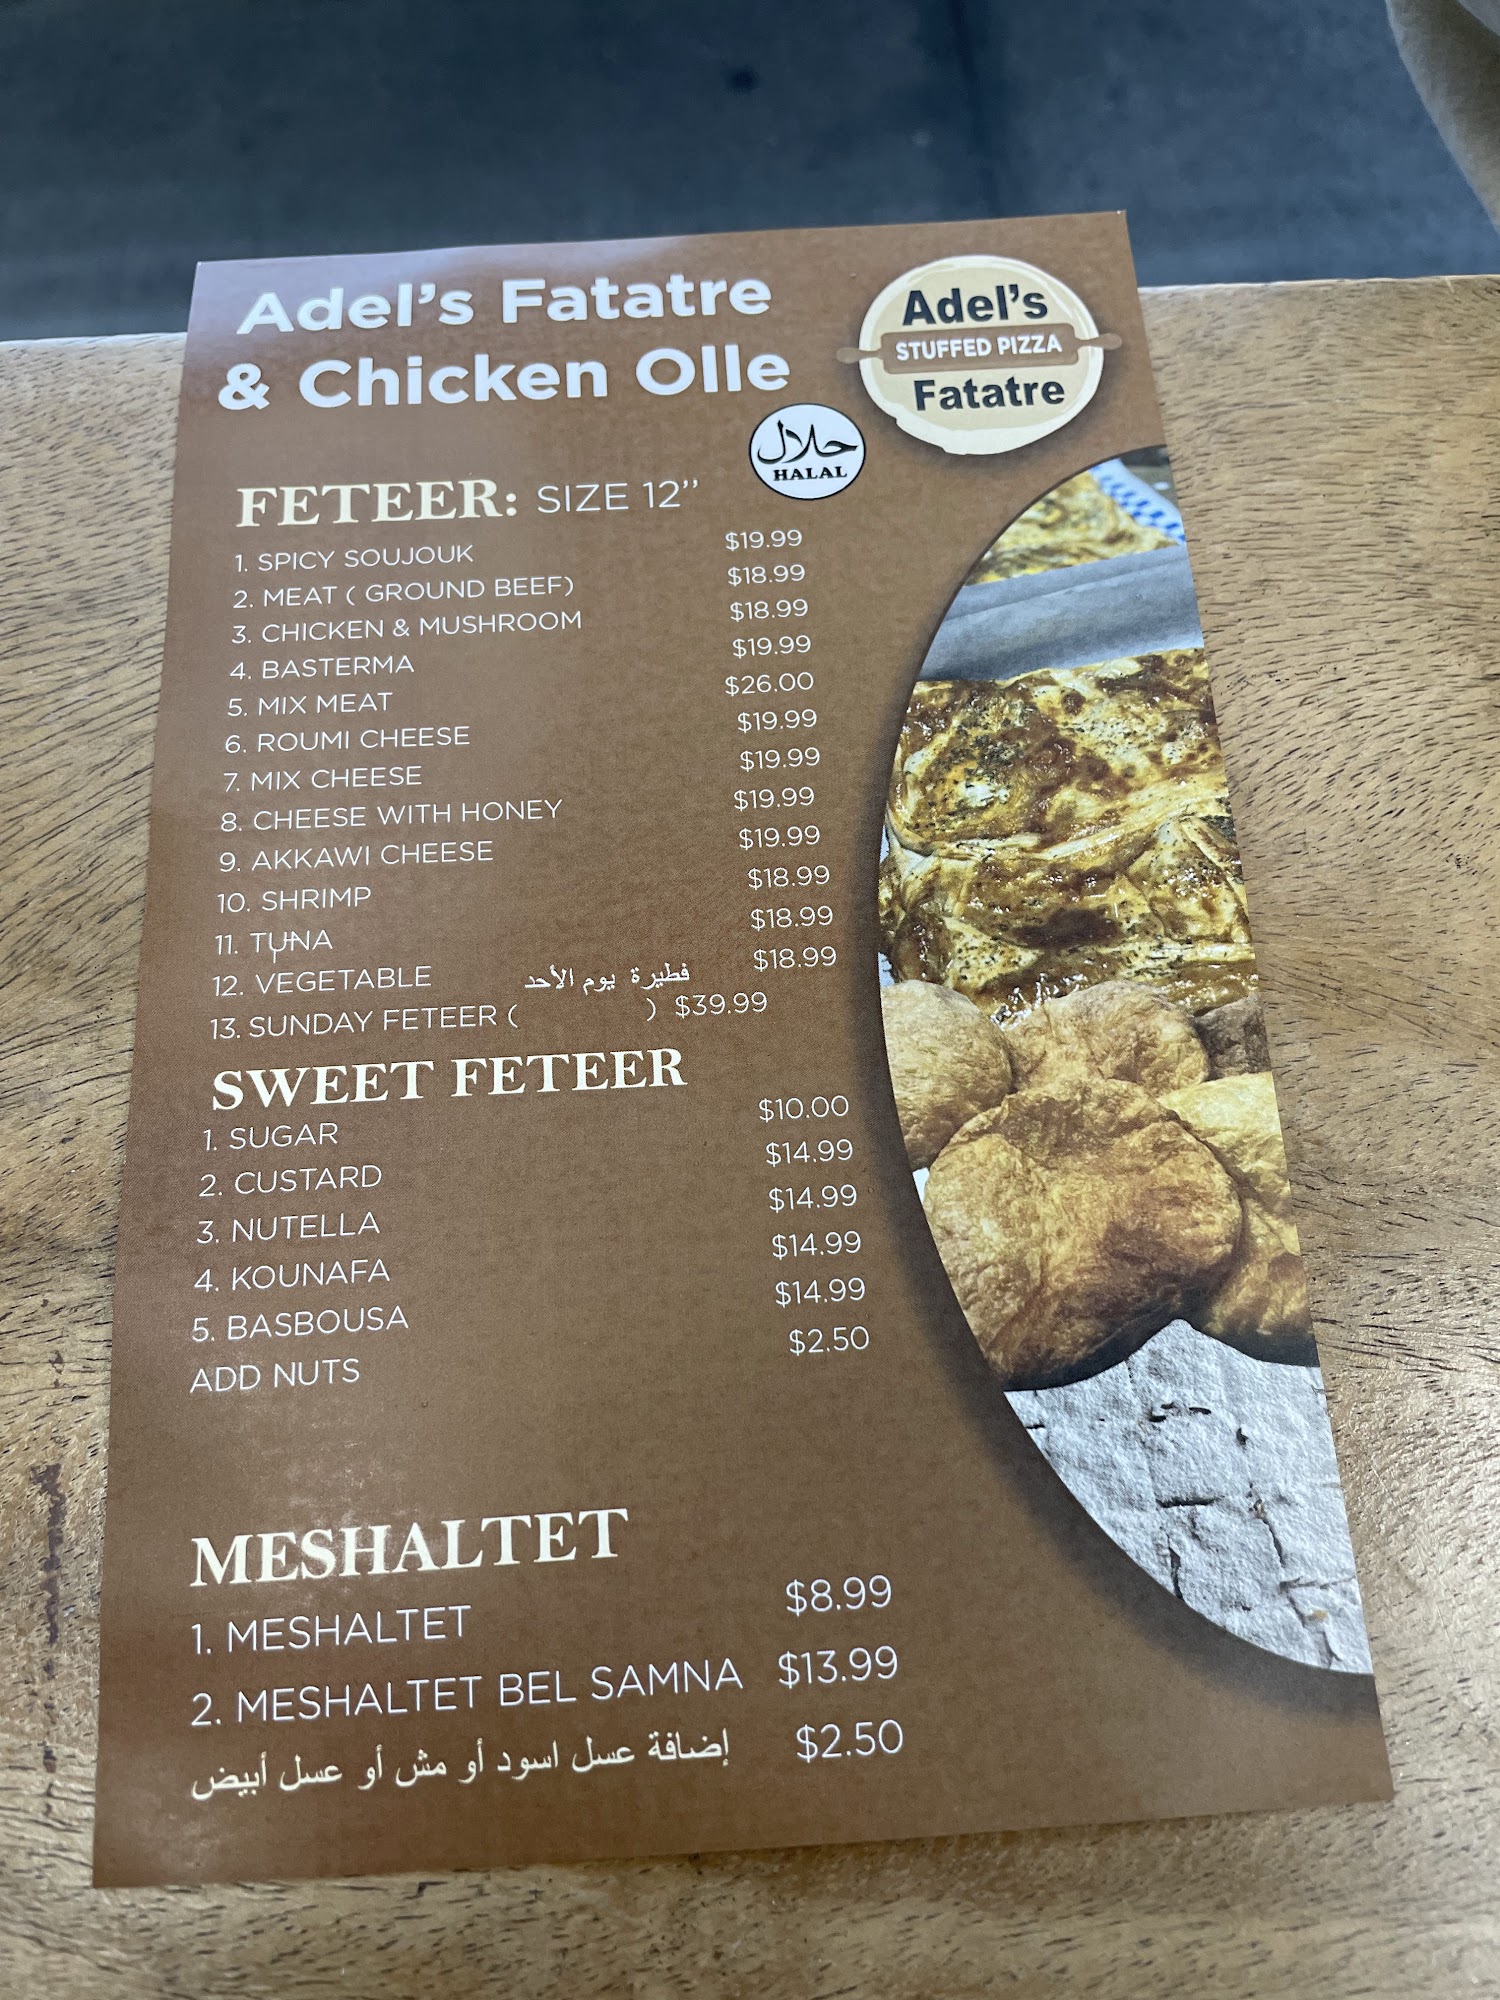 Adel's Fatatre
& Chicken Olle
Adel's
STUFFED PIZZA
Fatatre
حلال
HALAL
FETEER: SIZE 12"
1. SPICY SOUJOUK $19.99
2. MEAT ( GROUND BEEF) $18.99
3. CHICKEN & MUSHROOM $18.99
4. BASTERMA $19.99
5. MIX MEAT $26.00
6. ROUMI CHEESE $19.99
7. MIX CHEESE $19.99
8. CHEESE WITH HONEY $19.99
9. AKKAWI CHEESE $19.99
10. SHRIMP $18.99
11. TUNA $18.99
12. VEGETABLE $18.99
فطيرة يوم الأحد
13. SUNDAY FETEER ( ) $39.99
SWEET FETEER
1. SUGAR $10.00
2. CUSTARD $14.99
3. NUTELLA $14.99
4. KOUNAFA $14.99
5. BASBOUSA $14.99
ADD NUTS $2.50
MESHALTET
1. MESHALTET $8.99
2. MESHALTET BEL SAMNA $13.99
إضافة عسل اسود أو مش أو عسل أبيض $2.50